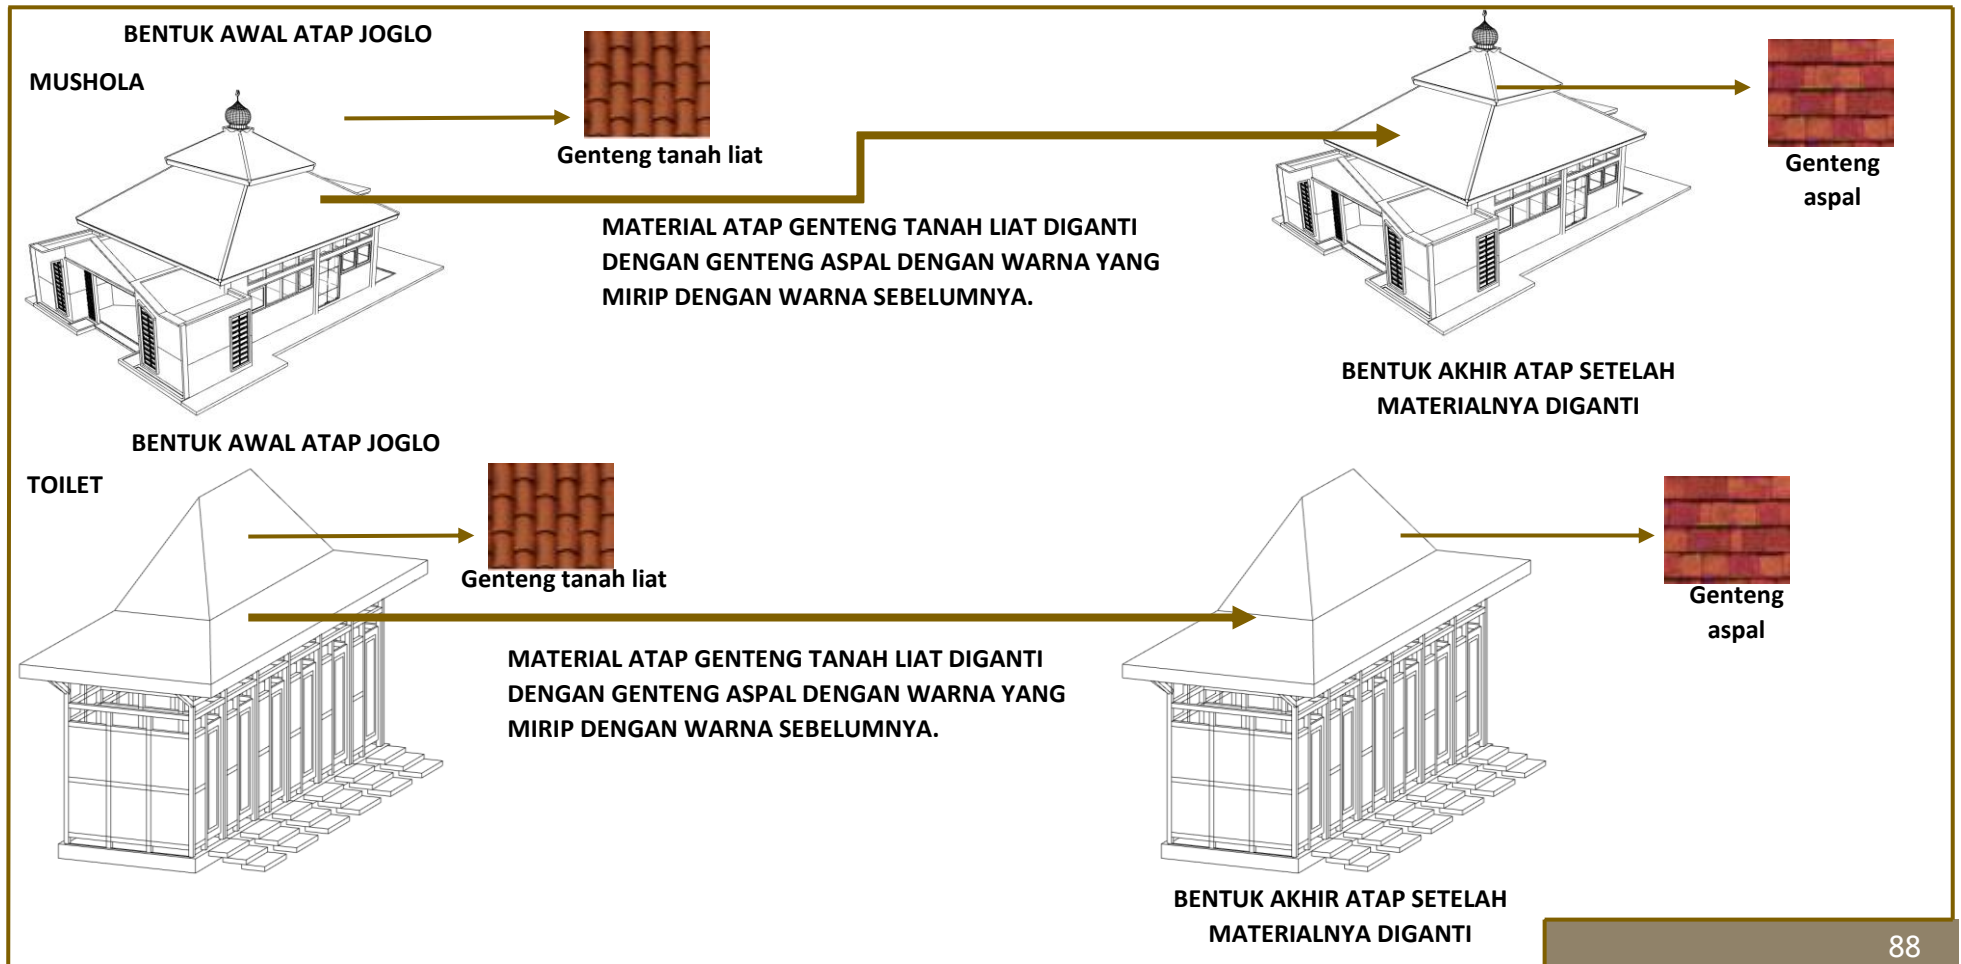 BENTUK AWAL ATAP JOGLO
MUSHOLA
Genteng tanah liat
MATERIAL ATAP GENTENG TANAH LIAT DIGANTI
DENGAN GENTENG ASPAL DENGAN WARNA YANG
MIRIP DENGAN WARNA SEBELUMNYA.
Genteng
aspal
BENTUK AKHIR ATAP SETELAH
MATERIALNYA DIGANTI
BENTUK AWAL ATAP JOGLO
TOILET
Genteng tanah liat
MATERIAL ATAP GENTENG TANAH LIAT DIGANTI
DENGAN GENTENG ASPAL DENGAN WARNA YANG
MIRIP DENGAN WARNA SEBELUMNYA.
Genteng
aspal
BENTUK AKHIR ATAP SETELAH
MATERIALNYA DIGANTI
88